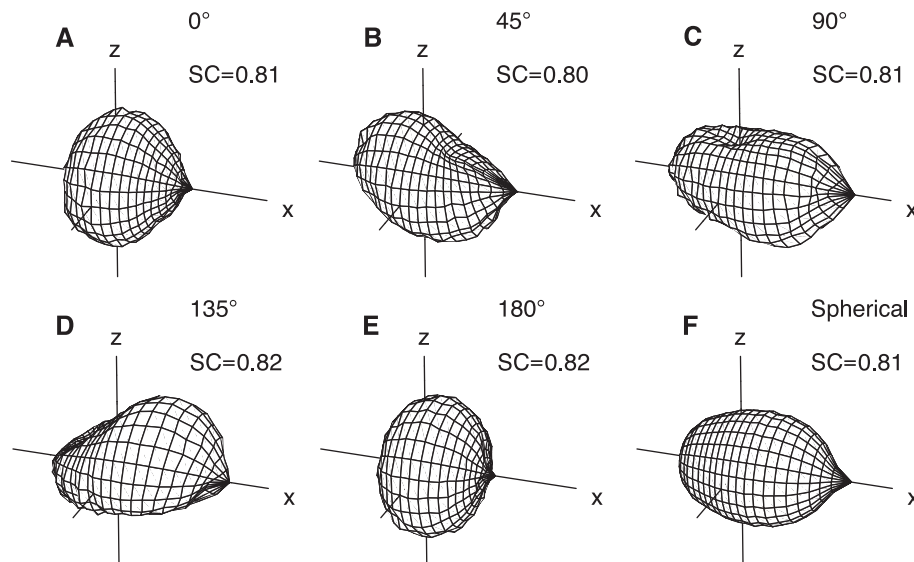 A 0°
z
SC=0.81
x
B 45°
z
SC=0.80
x
C 90°
z
SC=0.81
x
D 135°
z
SC=0.82
x
E 180°
z
SC=0.82
x
F Spherical
z
SC=0.81
x